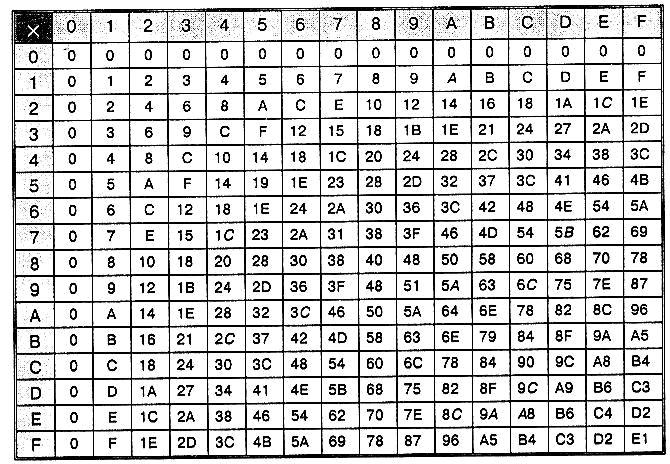 × 0 1 2 3 4 5 6 7 8 9 A B C D E F
0 0 0 0 0 0 0 0 0 0 0 0 0 0 0 0 0
1 0 1 2 3 4 5 6 7 8 9 A B C D E F
2 0 2 4 6 8 A C E 10 12 14 16 18 1A 1C 1E
3 0 3 6 9 C F 12 15 18 1B 1E 21 24 27 2A 2D
4 0 4 8 C 10 14 18 1C 20 24 28 2C 30 34 38 3C
5 0 5 A F 14 19 1E 23 28 2D 32 37 3C 41 46 4B
6 0 6 C 12 18 1E 24 2A 30 36 3C 42 48 4E 54 5A
7 0 7 E 15 1C 23 2A 31 38 3F 46 4D 54 5B 62 69
8 0 8 10 18 20 28 30 38 40 48 50 58 60 68 70 78
9 0 9 12 1B 24 2D 36 3F 48 51 5A 63 6C 75 7E 87
A 0 A 14 1E 28 32 3C 46 50 5A 64 6E 78 82 8C 96
B 0 B 16 21 2C 37 42 4D 58 63 6E 79 84 8F 9A A5
C 0 C 18 24 30 3C 48 54 60 6C 78 84 90 9C A8 B4
D 0 D 1A 27 34 41 4E 5B 68 75 82 8F 9C A9 B6 C3
E 0 E 1C 2A 38 46 54 62 70 7E 8C 9A A8 B6 C4 D2
F 0 F 1E 2D 3C 4B 5A 69 78 87 96 A5 B4 C3 D2 E1